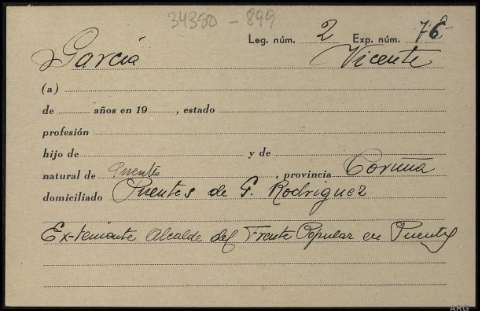 34350 - 899
Leg. núm. 2 Exp. núm. 76
García Vicente
(a)
de años en 19 , estado
profesión
hijo de y de
natural de Puentes , provincia Coruña
domiciliado Puentes de G. Rodriguez
Ex-teniente Alcalde del Frente Popular en Puentes
ARG